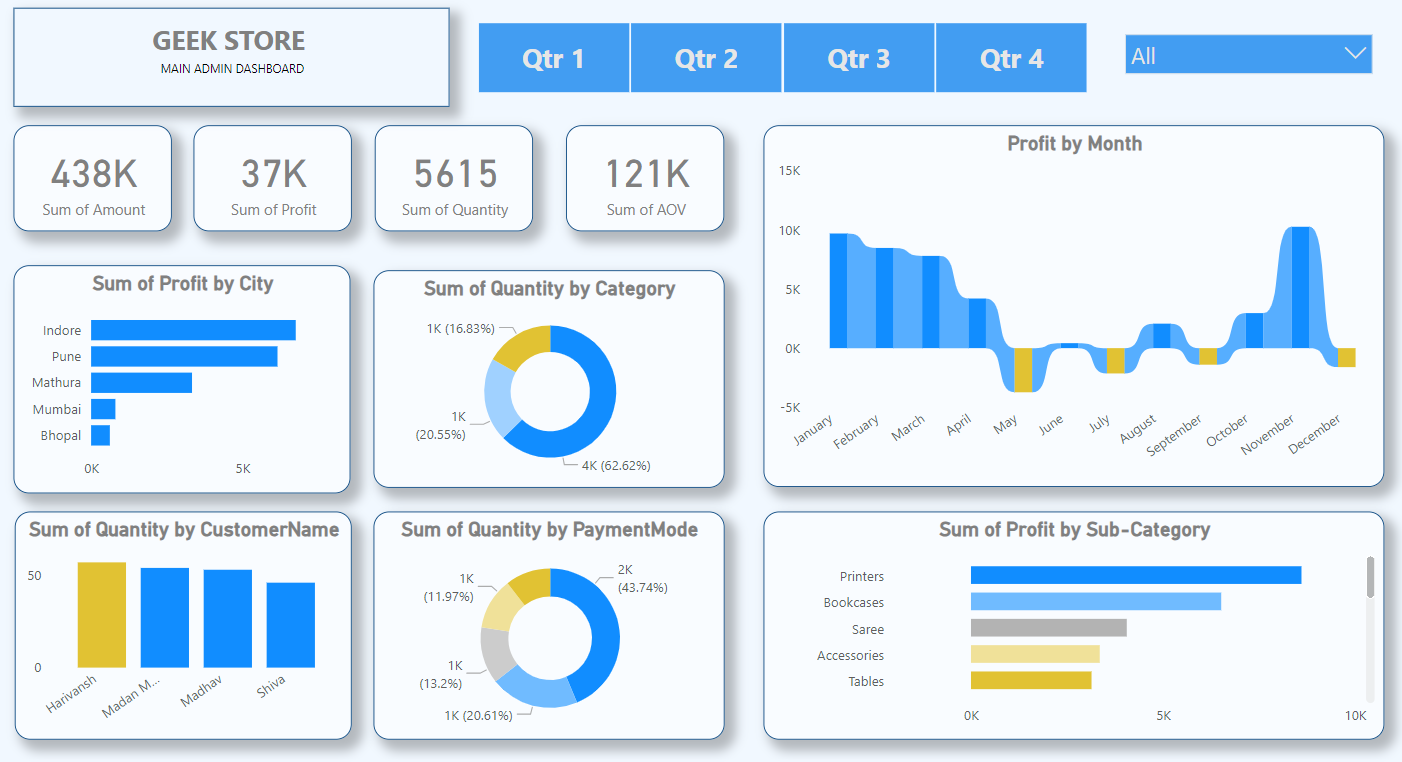 GEEK STORE
MAIN ADMIN DASHBOARD
Qtr 1
Qtr 2
Qtr 3
Qtr 4
All
438K
Sum of Amount
37K
Sum of Profit
5615
Sum of Quantity
121K
Sum of AOV
Profit by Month
15K
10K
5K
0K
-5K
January
February
March
April
May
June
July
August
September
October
November
December
Sum of Profit by City
Indore
Pune
Mathura
Mumbai
Bhopal
0K
5K
Sum of Quantity by Category
1K (16.83%)
1K
(20.55%)
4K (62.62%)
Sum of Quantity by CustomerName
50
0
Harivansh
Madan M...
Madhav
Shiva
Sum of Quantity by PaymentMode
2K
(43.74%)
1K
(11.97%)
1K
(13.2%)
1K (20.61%)
Sum of Profit by Sub-Category
Printers
Bookcases
Saree
Accessories
Tables
0K
5K
10K